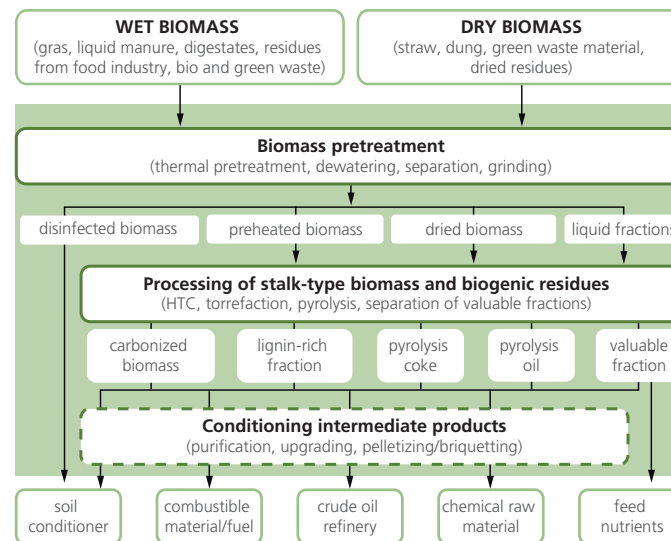 WET BIOMASS
(gras, liquid manure, digestates, residues
from food industry, bio and green waste)
DRY BIOMASS
(straw, dung, green waste material,
dried residues)
Biomass pretreatment
(thermal pretreatment, dewatering, separation, grinding)
disinfected biomass
preheated biomass
dried biomass
liquid fractions
Processing of stalk-type biomass and biogenic residues
(HTC, torrefaction, pyrolysis, separation of valuable fractions)
carbonized
biomass
lignin-rich
fraction
pyrolysis
coke
pyrolysis
oil
valuable
fraction
Conditioning intermediate products
(purification, upgrading, pelletizing/briquetting)
soil
conditioner
combustible
material/fuel
crude oil
refinery
chemical raw
material
feed
nutrients